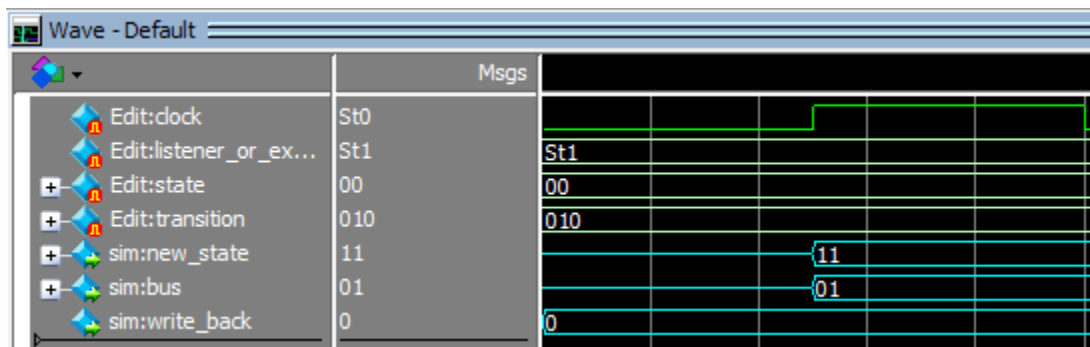 Wave - Default
Msgs
Edit:clock St0
Edit:listener_or_ex... St1 St1
Edit:state 00 00
Edit:transition 010 010
sim:new_state 11 11
sim:bus 01 01
sim:write_back 0 0